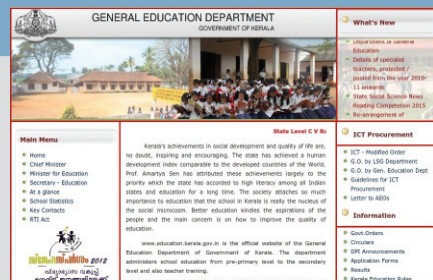 GENERAL EDUCATION DEPARTMENT
GOVERNMENT OF KERALA
What's New
Department of General
Education
Details of specialist
teachers, protected /
pooled from the year 2010-
11 onwards
State Social Science News
Reading Competition 2015
Re-arrangement of
Main Menu
Home
Chief Minister
Minister for Education
Secretary - Education
At a glance
School Statistics
Key Contacts
RTI Act
2012
State Level C V Ra
Kerala's achievements in social development and quality of life are,
no doubt, inspiring and encouraging. The state has achieved a human
development index comparable to the developed countries of the World.
Prof. Amartya Sen has attributed these achievements largely to the
priority which the state has accorded to high literacy among all Indian
states and education for a long time. The society attaches so much
importance to education that the school in Kerala is really the nucleus of
the social microcosm. Better education kindles the aspirations of the
people and the main concern is on how to improve the quality of
education.
www.education.kerala.gov.in is the official website of the General
Education Department of Government of Kerala. The department
administers school education from pre-primary level to the secondary
level and also teacher training.
ICT Procurement
ICT - Modified Order
G.O. by LSG Department
G.O. by Gen. Education Dept
Guidelines for ICT
Procurement
Letter to AEOs
Information
Govt.Orders
Circulars
DPI Announcements
Application Forms
Results
Kerala Education Rules